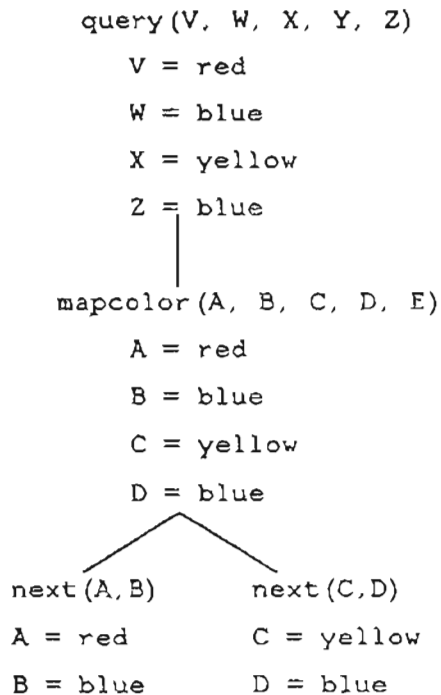 query(V, W, X, Y, Z)
V = red
W = blue
X = yellow
Z = blue
mapcolor(A, B, C, D, E)
A = red
B = blue
C = yellow
D = blue
next(A,B)
A = red
B = blue
next(C,D)
C = yellow
D = blue